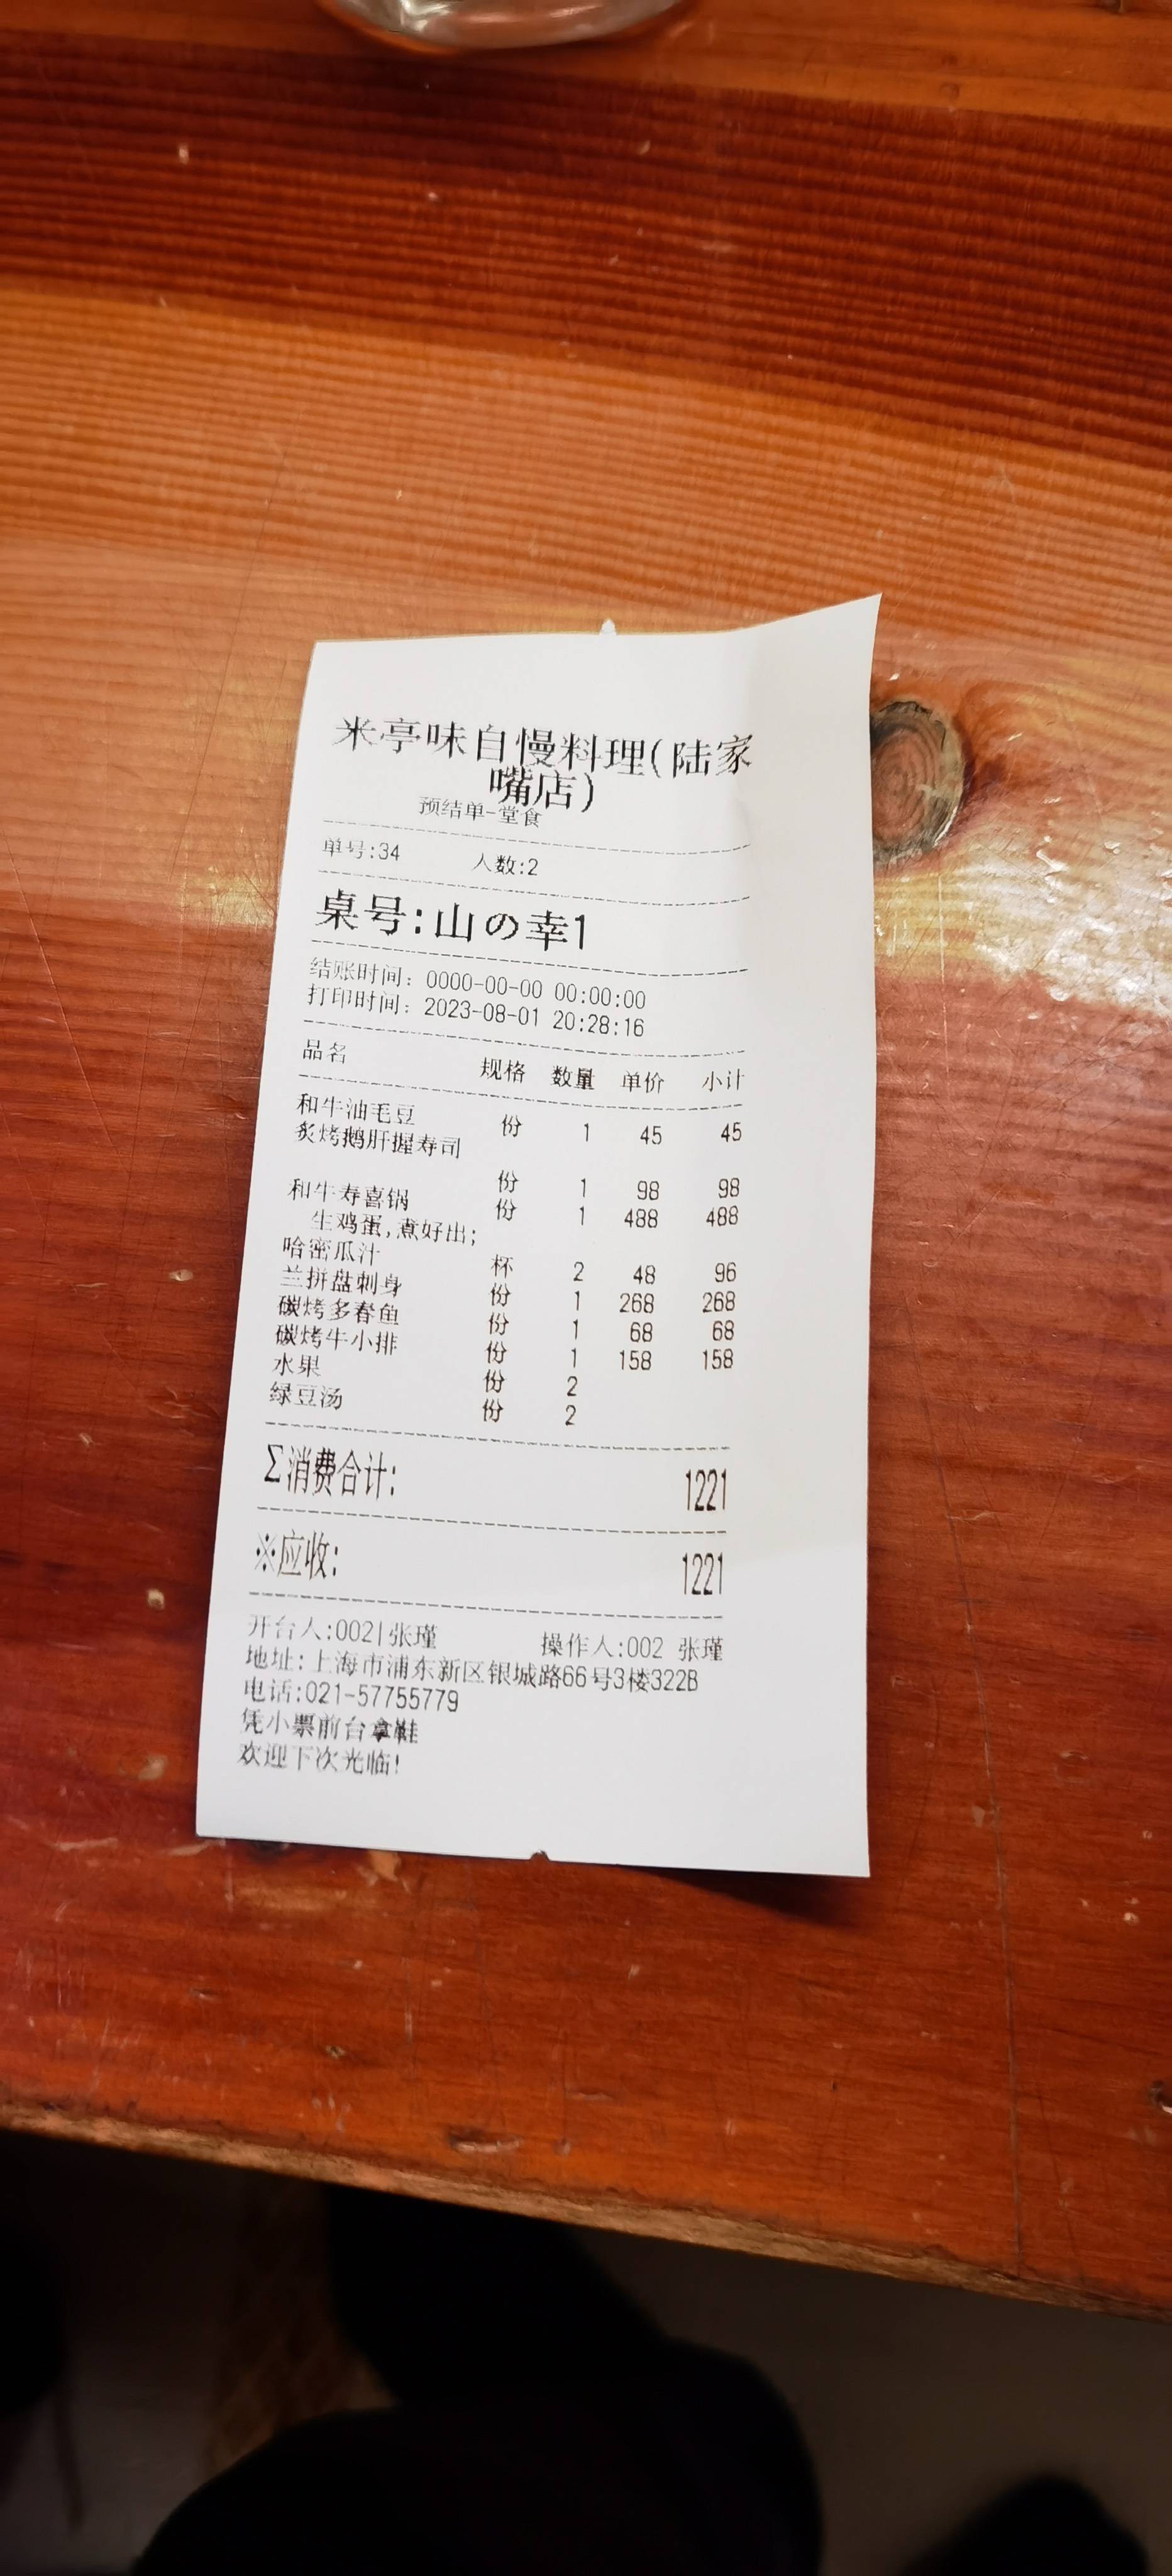 米亭味自慢料理(陆家
嘴店)
预结单-堂食
单号:34 人数:2
桌号:山の幸1
结账时间: 0000-00-00 00:00:00
打印时间: 2023-08-01 20:28:16
品名 规格 数量 单价 小计
和牛油毛豆 份 1 45 45
炙烤鹅肝握寿司
份 1 98 98
和牛寿喜锅 份 1 488 488
生鸡蛋,煮好出;
哈密瓜汁 杯 2 48 96
兰拼盘刺身 份 1 268 268
碳烤多春鱼 份 1 68 68
碳烤牛小排 份 1 158 158
水果 份 2
绿豆汤 份 2
Σ消费合计: 1221
※应收: 1221
开台人:002|张瑾 操作人:002 张瑾
地址:上海市浦东新区银城路66号3楼322B
电话:021-57755779
凭小票前台拿鞋
欢迎下次光临!